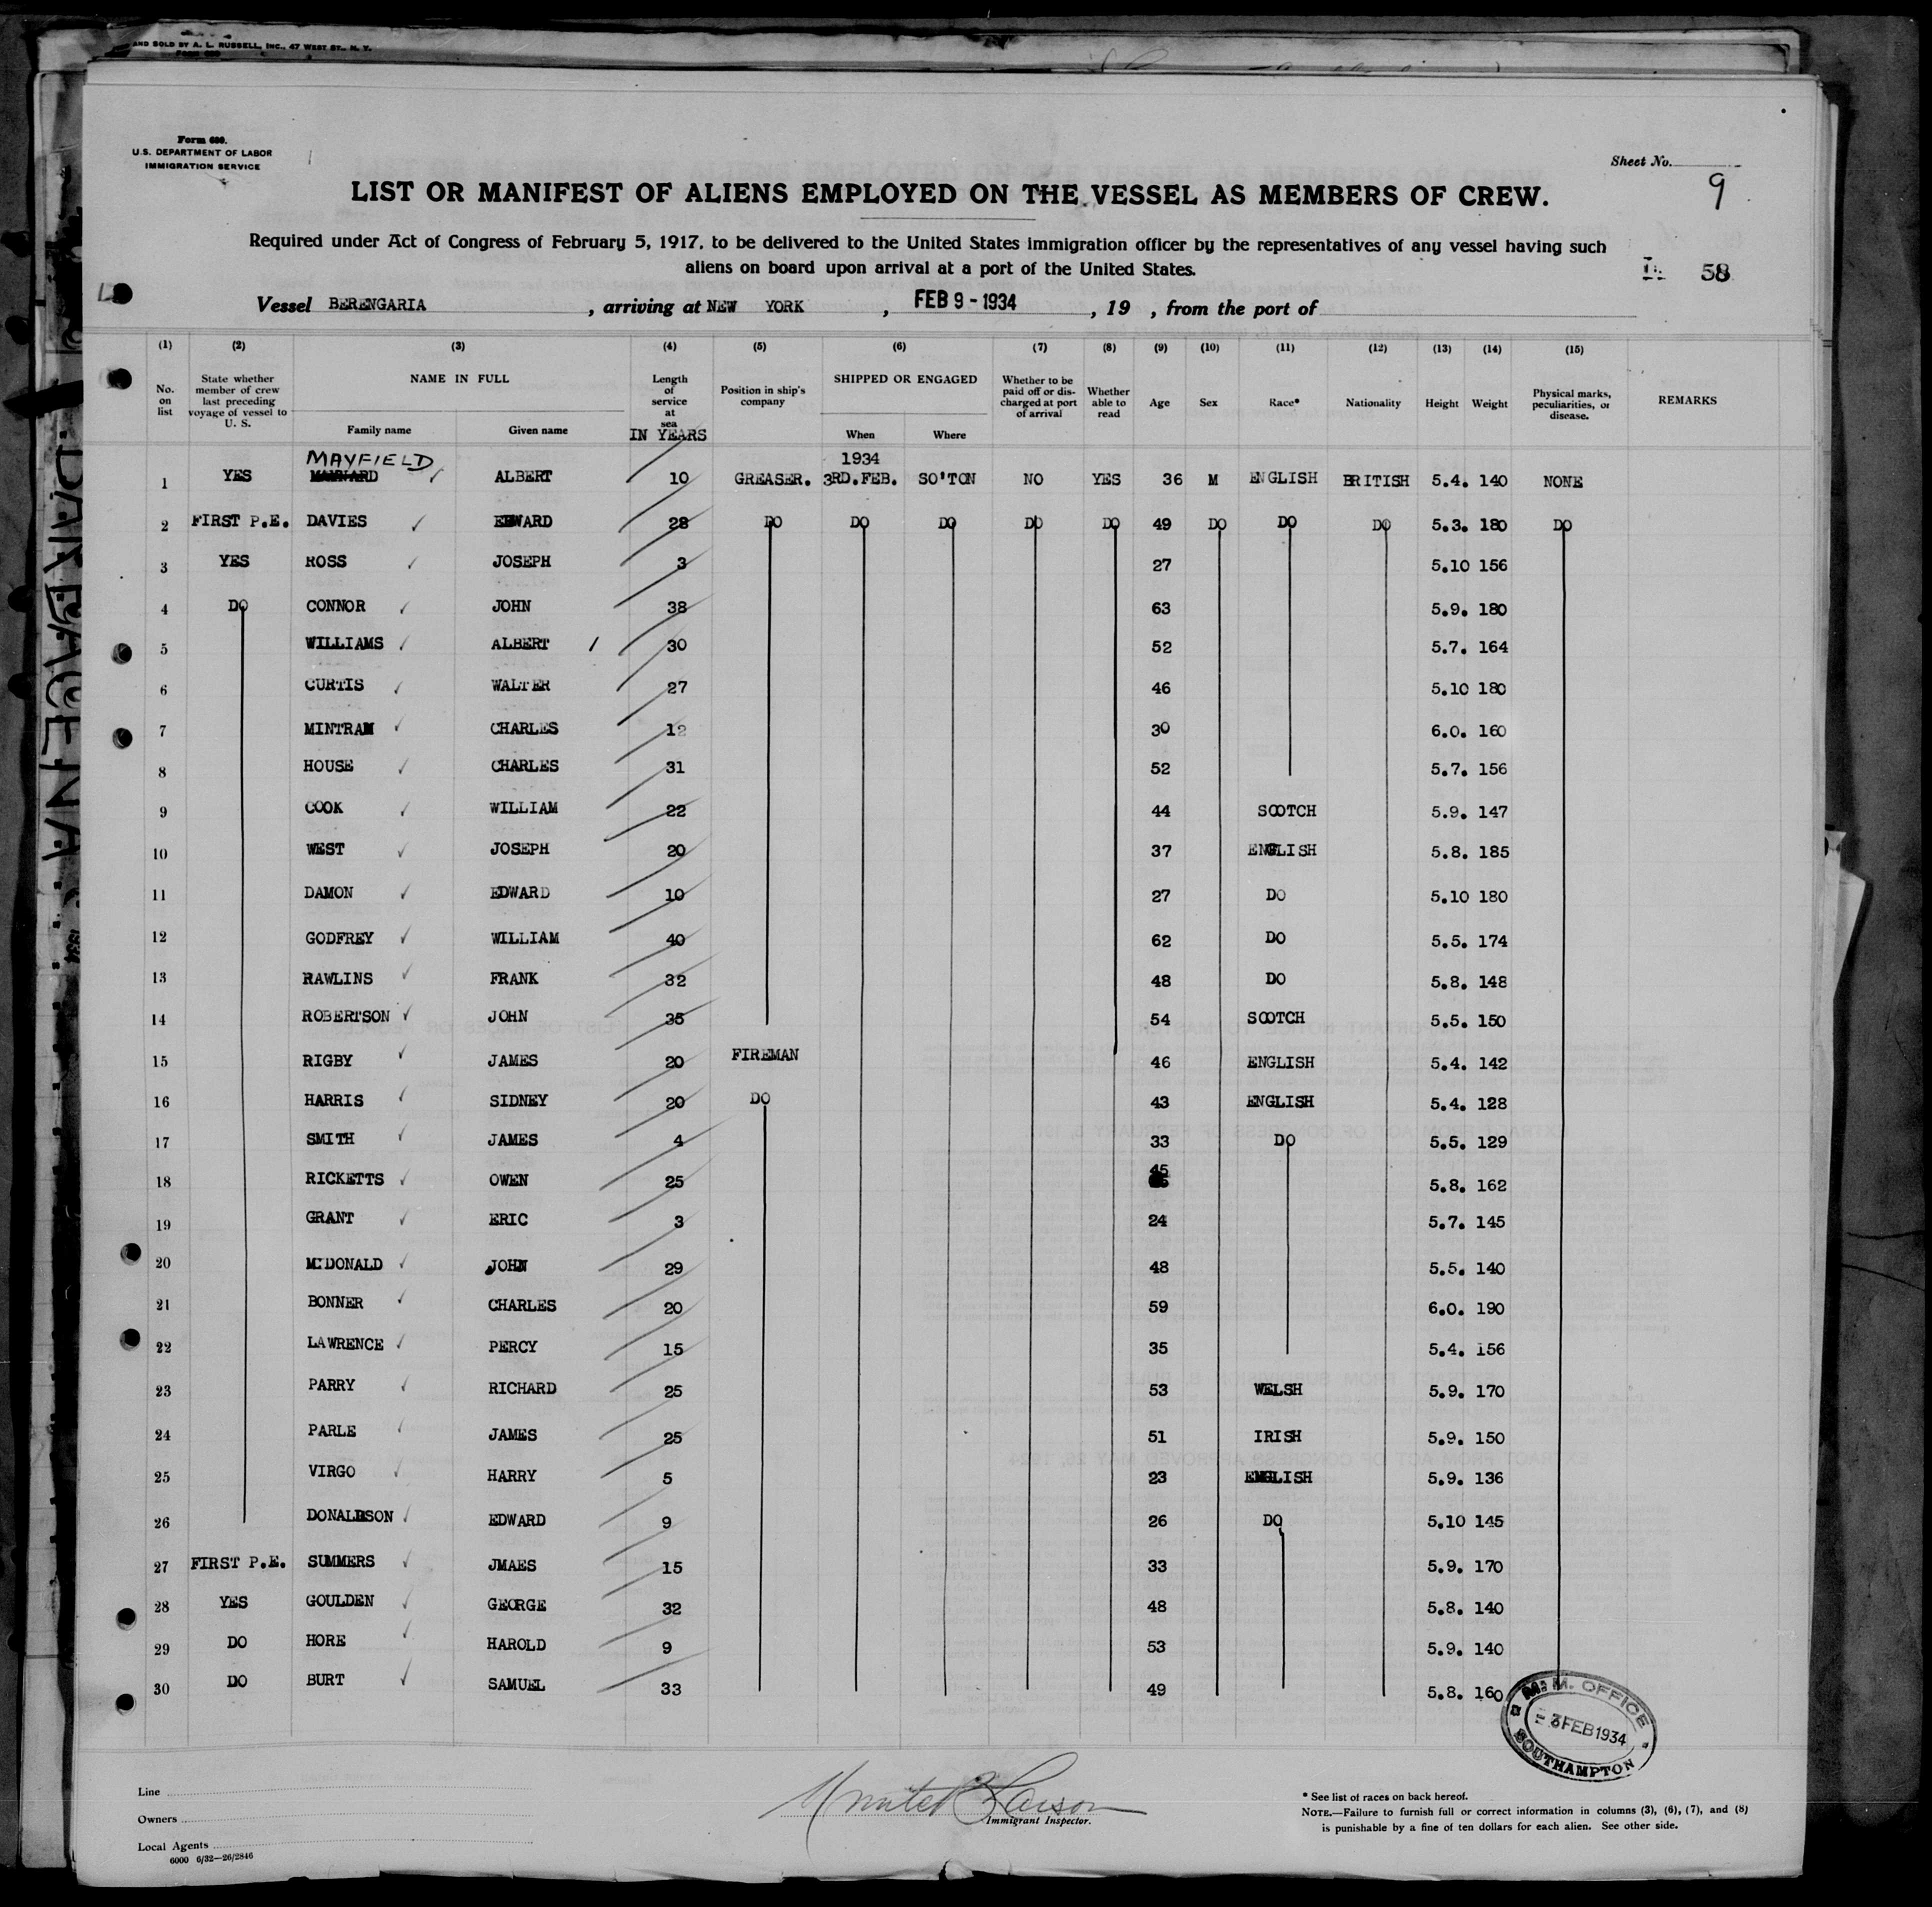 AND SOLD BY A. L. RUSSELL, INC., 47 WEST ST., N. Y.
Form 689.
U.S. DEPARTMENT OF LABOR
IMMIGRATION SERVICE
Sheet No.
9
LIST OR MANIFEST OF ALIENS EMPLOYED ON THE VESSEL AS MEMBERS OF CREW.
Required under Act of Congress of February 5, 1917, to be delivered to the United States immigration officer by the representatives of any vessel having such
aliens on board upon arrival at a port of the United States.
58
Vessel BERENGARIA , arriving at NEW YORK , FEB 9 - 1934 , 19 , from the port of
(1) (2) (3) (4) (5) (6) (7) (8) (9) (10) (11) (12) (13) (14) (15)
No. on list State whether member of crew last preceding voyage of vessel to U. S. NAME IN FULL Family name Given name Length of service at sea IN YEARS Position in ship's company SHIPPED OR ENGAGED When Where Whether to be paid off or discharged at port of arrival Whether able to read Age Sex Race* Nationality Height Weight Physical marks, peculiarities, or disease. REMARKS
MAYFIELD 1934
1 YES ALBERT 10 GREASER. 3RD.FEB. SO'TON NO YES 36 M ENGLISH BRITISH 5.4. 140 NONE
2 FIRST P.E. DAVIES EDWARD 28 DO DO DO DO DO 49 DO DO DO 5.3. 180 DO
3 YES ROSS JOSEPH 3 27 5.10 156
4 DO CONNOR JOHN 38 63 5.9. 180
5 WILLIAMS ALBERT 30 52 5.7. 164
6 CURTIS WALTER 27 46 5.10 180
7 MINTRAM CHARLES 12 30 6.0. 160
8 HOUSE CHARLES 31 52 5.7. 156
9 COOK WILLIAM 22 44 SCOTCH 5.9. 147
10 WEST JOSEPH 20 37 ENGLISH 5.8. 185
11 DAMON EDWARD 10 27 DO 5.10 180
12 GODFREY WILLIAM 40 62 DO 5.5. 174
13 RAWLINS FRANK 32 48 DO 5.8. 148
14 ROBERTSON JOHN 35 54 SCOTCH 5.5. 150
15 RIGBY JAMES 20 FIREMAN 46 ENGLISH 5.4. 142
16 HARRIS SIDNEY 20 DO 43 ENGLISH 5.4. 128
17 SMITH JAMES 4 33 DO 5.5. 129
18 RICKETTS OWEN 25 45 5.8. 162
19 GRANT ERIC 3 24 5.7. 145
20 McDONALD JOHN 29 48 5.5. 140
21 BONNER CHARLES 20 59 6.0. 190
22 LAWRENCE PERCY 15 35 5.4. 156
23 PARRY RICHARD 25 53 WELSH 5.9. 170
24 PARLE JAMES 25 51 IRISH 5.9. 150
25 VIRGO HARRY 5 23 ENGLISH 5.9. 136
26 DONALDSON EDWARD 9 26 DO 5.10 145
27 FIRST P.E. SUMMERS JMAES 15 33 5.9. 170
28 YES GOULDEN GEORGE 32 48 5.8. 140
29 DO HORE HAROLD 9 53 5.9. 140
30 DO BURT SAMUEL 33 49 5.8. 160
M. M. OFFICE
3 FEB 1934
SOUTHAMPTON
Line
Owners
Local Agents
6000 6/32—26/2846
Immigrant Inspector.
* See list of races on back hereof.
NOTE.—Failure to furnish full or correct information in columns (3), (6), (7), and (8)
is punishable by a fine of ten dollars for each alien. See other side.